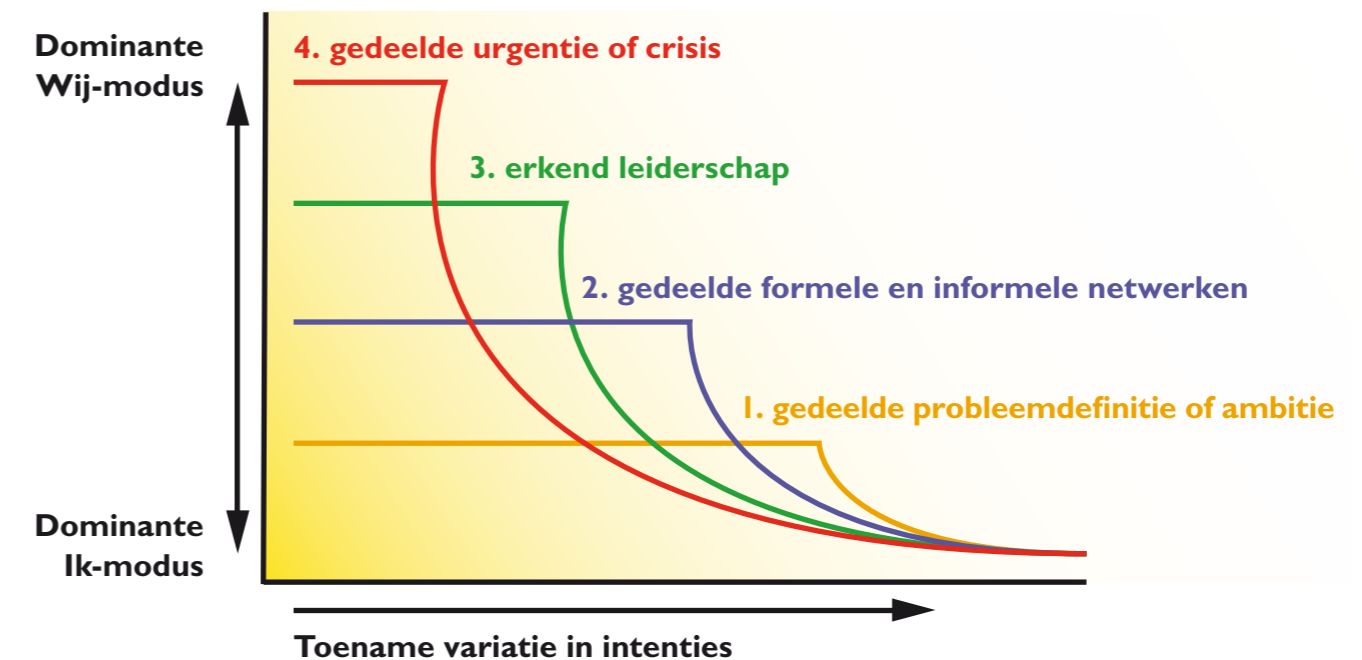 Dominante
Wij-modus
4. gedeelde urgentie of crisis
3. erkend leiderschap
2. gedeelde formele en informele netwerken
1. gedeelde probleemdefinitie of ambitie
Dominante
Ik-modus
Toename variatie in intenties